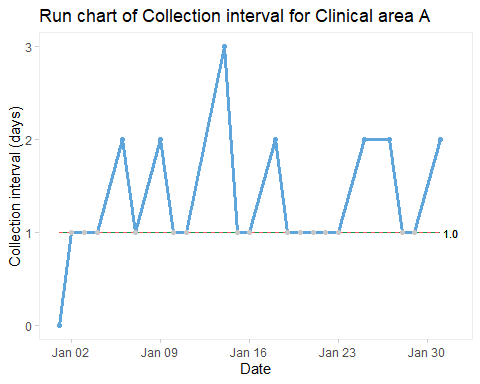 Run chart of Collection interval for Clinical area A
Collection interval (days)
3
2
1
0
1.0
Jan 02 Jan 09 Jan 16 Jan 23 Jan 30
Date